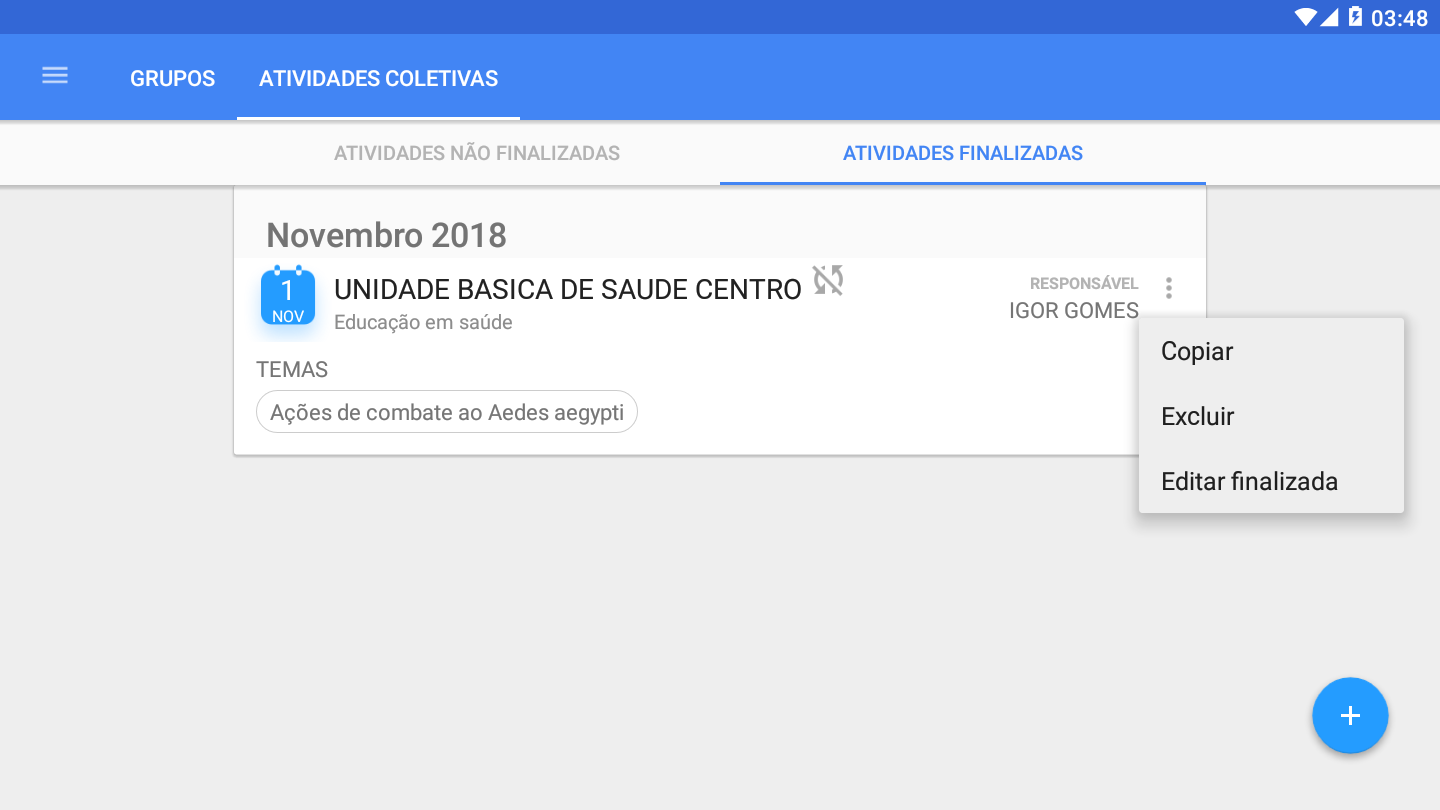 03:48
GRUPOS
ATIVIDADES COLETIVAS
ATIVIDADES NÃO FINALIZADAS
ATIVIDADES FINALIZADAS
Novembro 2018
1
NOV
UNIDADE BASICA DE SAUDE CENTRO
Educação em saúde
RESPONSÁVEL
IGOR GOMES
TEMAS
Ações de combate ao Aedes aegypti
Copiar
Excluir
Editar finalizada